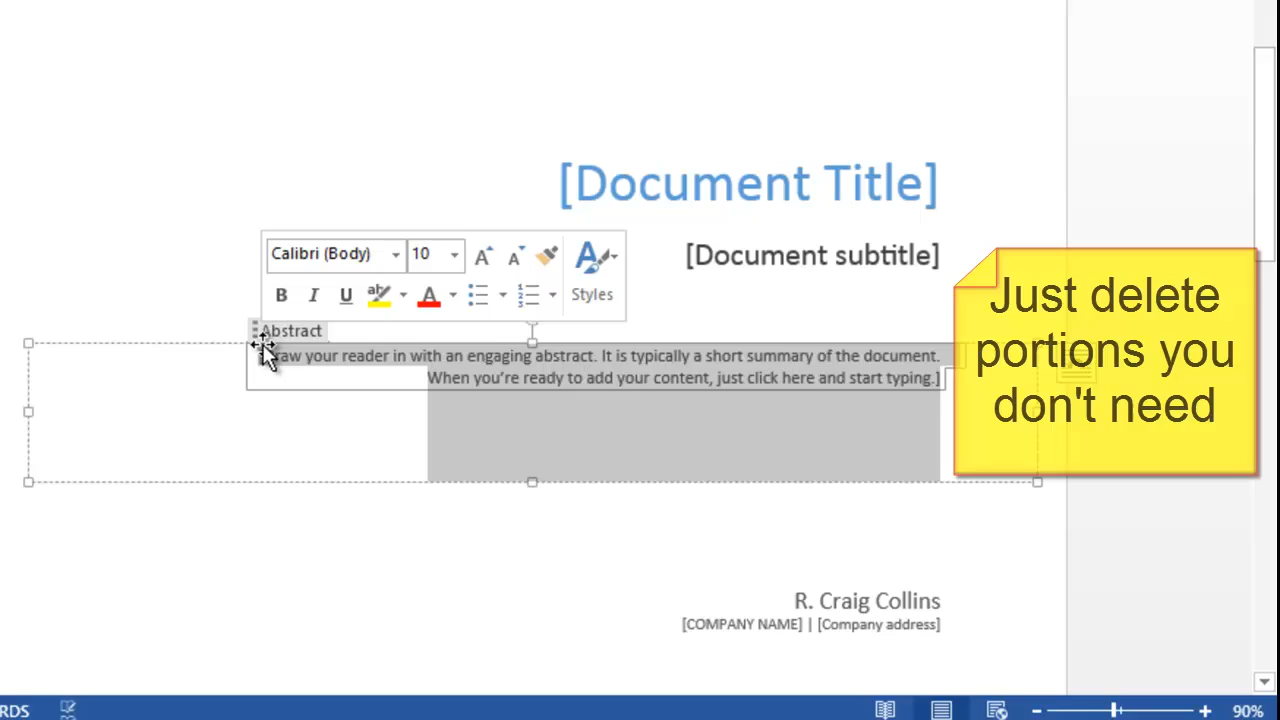 [Document Title]
Calibri (Body) 10
[Document subtitle]
B I U ab A Styles
Just delete
portions you
don't need
Abstract
raw your reader in with an engaging abstract. It is typically a short summary of the document.
When you're ready to add your content, just click here and start typing.]
R. Craig Collins
[COMPANY NAME] | [Company address]
RDS
90%